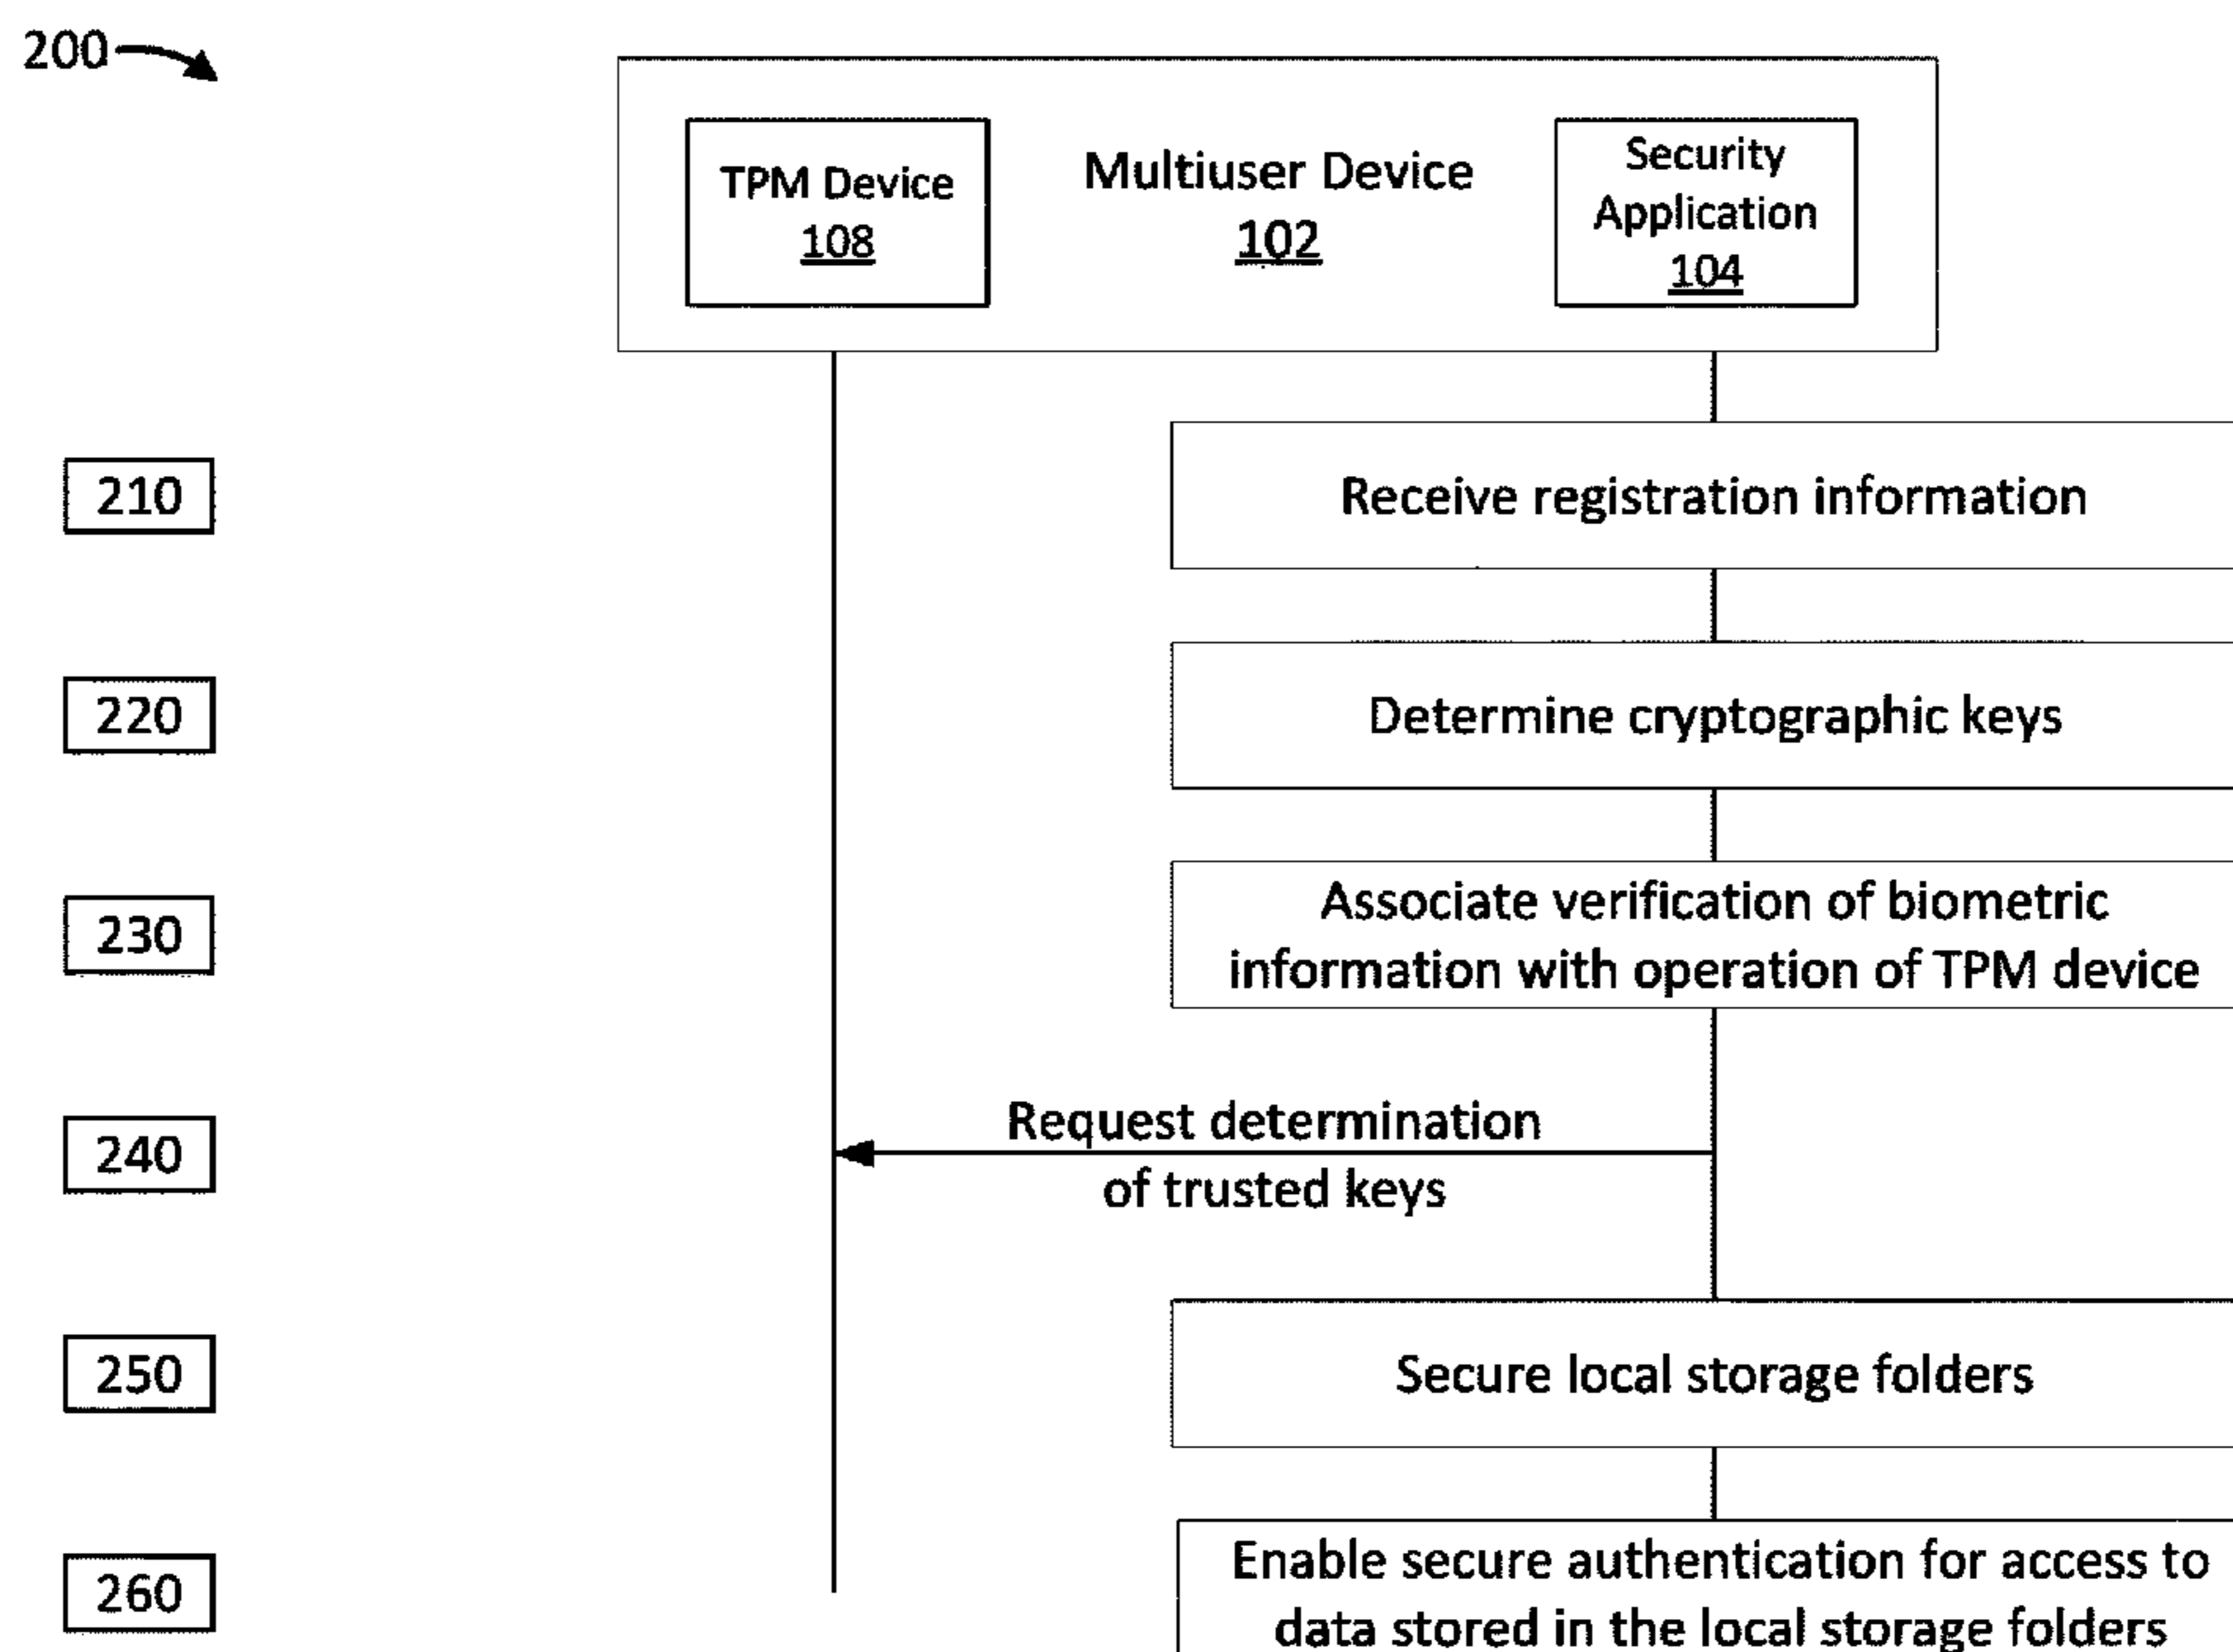 200
TPM Device
108
Multiuser Device
102
Security
Application
104
210
Receive registration information
220
Determine cryptographic keys
230
Associate verification of biometric
information with operation of TPM device
240
Request determination
of trusted keys
250
Secure local storage folders
260
Enable secure authentication for access to
data stored in the local storage folders